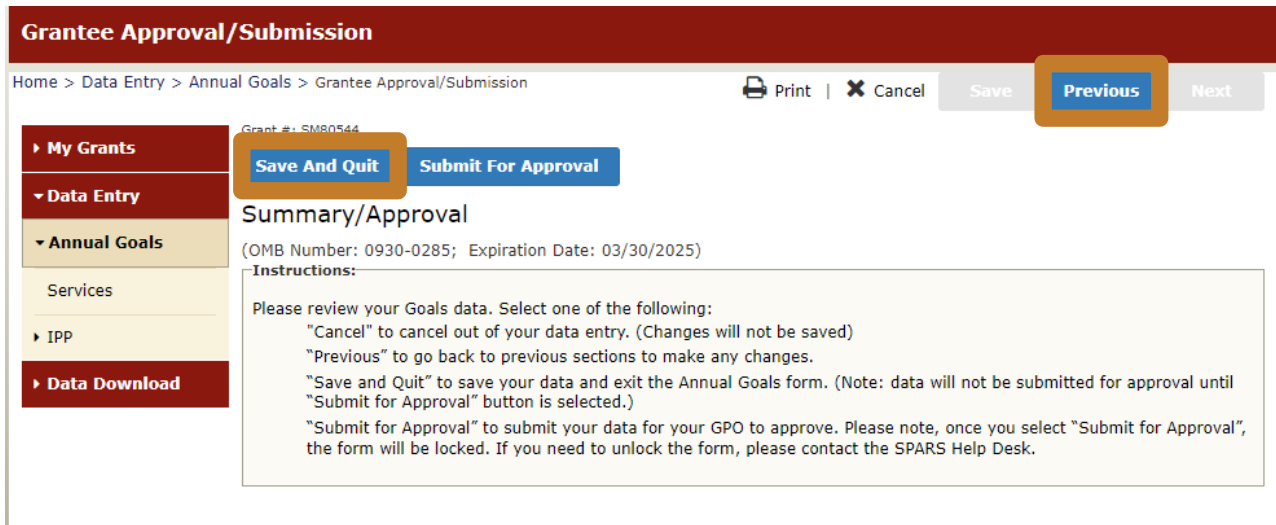 Grantee Approval/Submission
Home > Data Entry > Annual Goals > Grantee Approval/Submission
Print | Cancel Save Previous Next
My Grants
Data Entry
Annual Goals
Services
IPP
Data Download
Grant #: SM80544
Save And Quit Submit For Approval
Summary/Approval
(OMB Number: 0930-0285; Expiration Date: 03/30/2025)
Instructions:
Please review your Goals data. Select one of the following:
"Cancel" to cancel out of your data entry. (Changes will not be saved)
“Previous” to go back to previous sections to make any changes.
“Save and Quit” to save your data and exit the Annual Goals form. (Note: data will not be submitted for approval until
“Submit for Approval” button is selected.)
“Submit for Approval” to submit your data for your GPO to approve. Please note, once you select “Submit for Approval”,
the form will be locked. If you need to unlock the form, please contact the SPARS Help Desk.